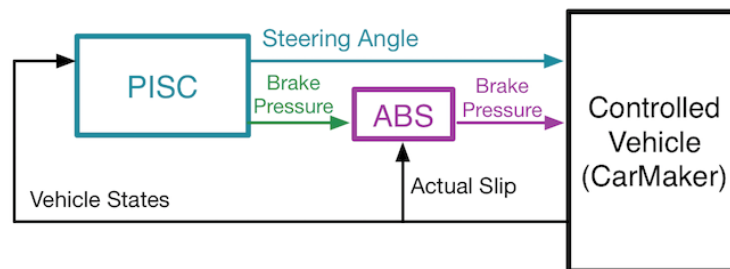 Steering Angle
PISC
Brake
Pressure
ABS
Brake
Pressure
Controlled
Vehicle
(CarMaker)
Vehicle States
Actual Slip